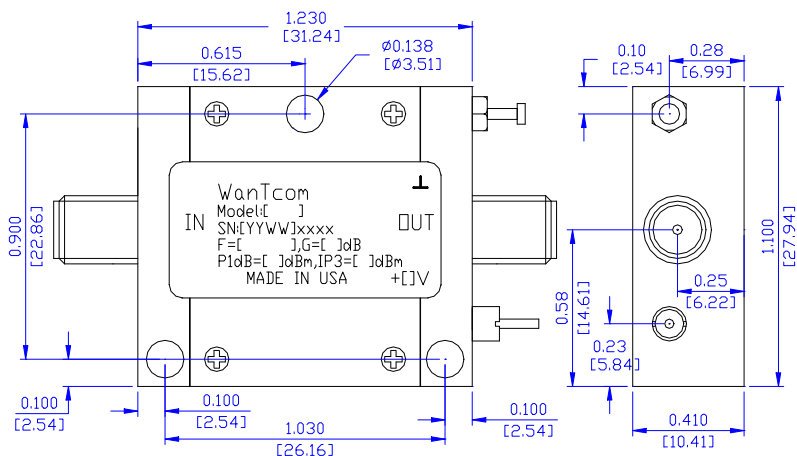 1.230
[31.24]
0.615
[15.62]
Ø0.138
[Ø3.51]
0.10
[2.54]
0.28
[6.99]
0.900
[22.86]
WanTcom
Model:[ ]
SN:[YYWW]xxxx
F=[ ],G=[ ]dB
P1dB=[ ]dBm,IP3=[ ]dBm
MADE IN USA
IN
OUT
+[]V
0.58
[14.61]
0.25
[6.22]
0.23
[5.84]
1.100
[27.94]
0.100
[2.54]
0.100
[2.54]
1.030
[26.16]
0.100
[2.54]
0.410
[10.41]